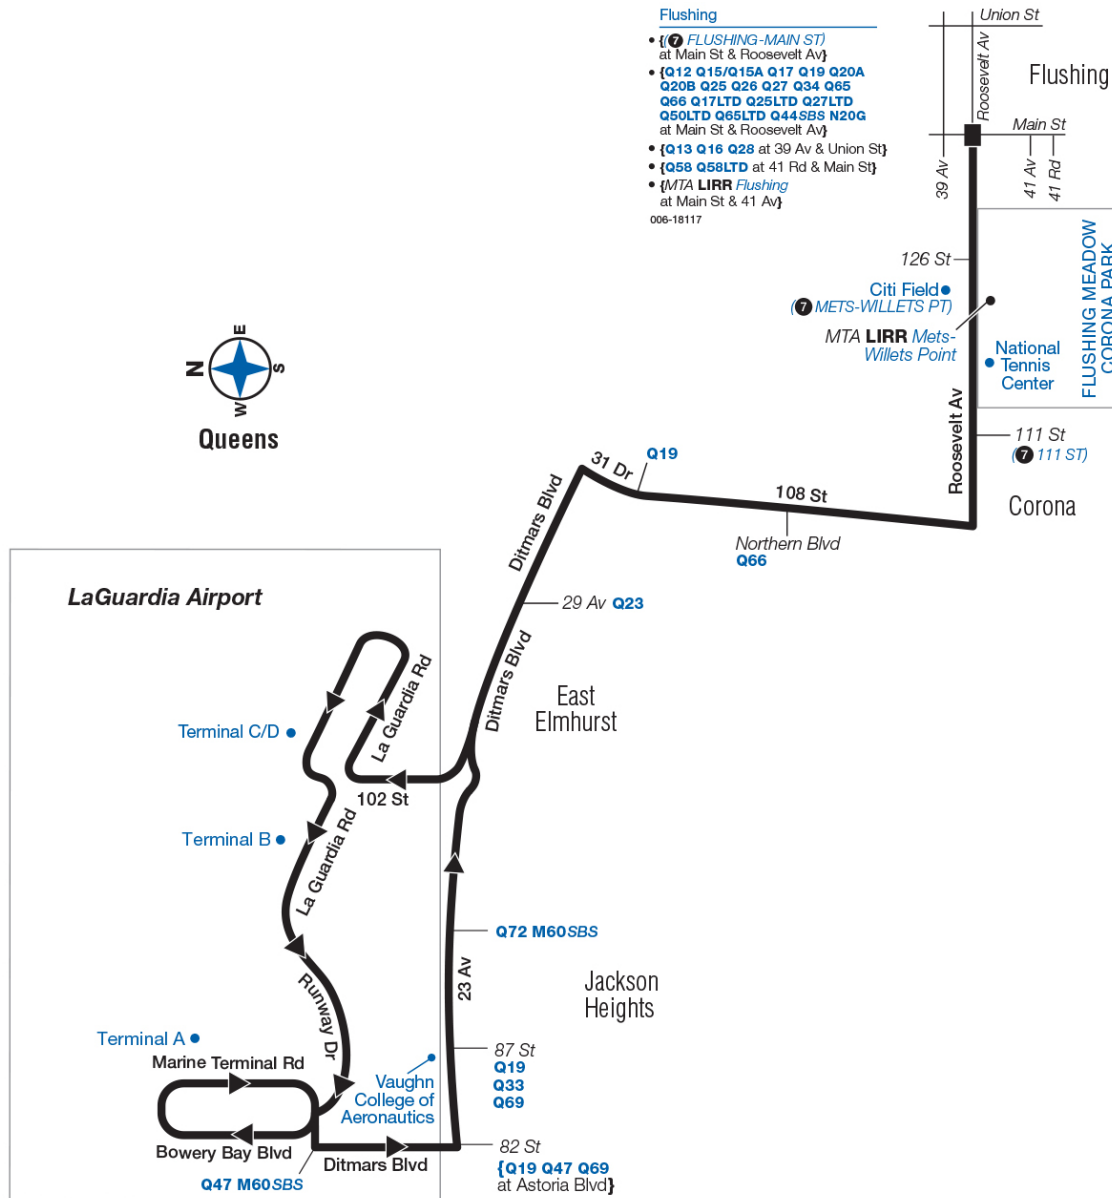 Flushing
• {(7 FLUSHING-MAIN ST)
at Main St & Roosevelt Av}
• {Q12 Q15/Q15A Q17 Q19 Q20A
Q20B Q25 Q26 Q27 Q34 Q65
Q66 Q17LTD Q25LTD Q27LTD
Q50LTD Q65LTD Q44SBS N20G
at Main St & Roosevelt Av}
• {Q13 Q16 Q28 at 39 Av & Union St}
• {Q58 Q58LTD at 41 Rd & Main St}
• {MTA LIRR Flushing
at Main St & 41 Av}
006-18117
Union St
Roosevelt Av
Flushing
Main St
39 Av
41 Av
41 Rd
126 St
Citi Field
(7 METS-WILLETS PT)
MTA LIRR Mets-
Willets Point
National
Tennis
Center
FLUSHING MEADOW
CORONA PARK
Roosevelt Av
111 St
(7 111 ST)
Corona
E
N
S
W
Queens
31 Dr
Q19
108 St
Northern Blvd
Q66
Ditmars Blvd
29 Av Q23
Ditmars Blvd
East
Elmhurst
LaGuardia Airport
La Guardia Rd
Terminal C/D
102 St
Terminal B
La Guardia Rd
Q72 M60SBS
23 Av
Jackson
Heights
Runway Dr
Terminal A
Marine Terminal Rd
87 St
Q19
Q33
Q69
Vaughn
College of
Aeronautics
Bowery Bay Blvd
Ditmars Blvd
82 St
{Q19 Q47 Q69
at Astoria Blvd}
Q47 M60SBS